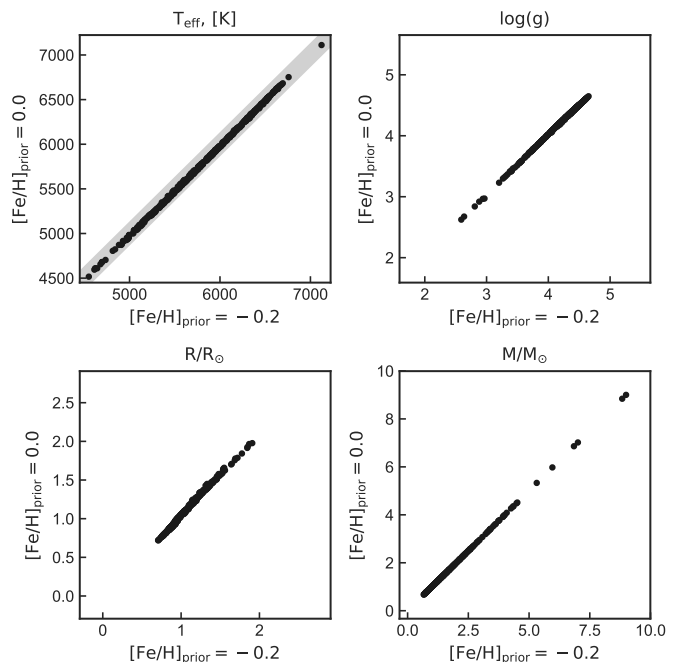 T_eff, [K]
7000
6500
6000
5500
5000
4500
5000 6000 7000
[Fe/H]_prior = 0.0
[Fe/H]_prior = −0.2
log(g)
5
4
3
2
2 3 4 5
[Fe/H]_prior = 0.0
[Fe/H]_prior = −0.2
R/R_⊙
2.5
2.0
1.5
1.0
0.5
0.0
0 1 2
[Fe/H]_prior = 0.0
[Fe/H]_prior = −0.2
M/M_⊙
10
8
6
4
2
0
0.0 2.5 5.0 7.5 10.0
[Fe/H]_prior = 0.0
[Fe/H]_prior = −0.2